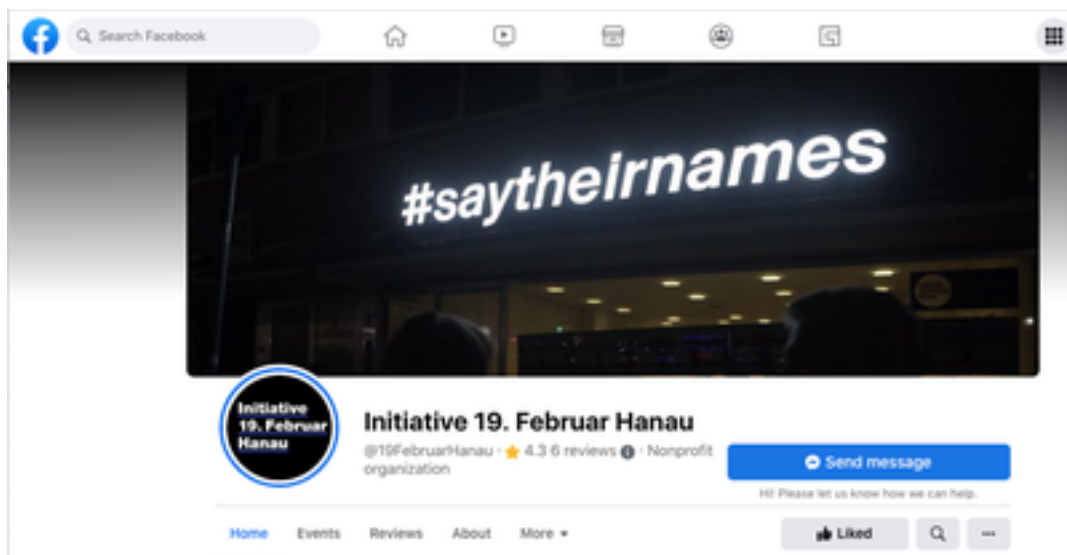 Search Facebook
#saytheirnames
Initiative
19. Februar
Hanau
Initiative 19. Februar Hanau
@19FebruarHanau · 4.3 6 reviews · Nonprofit
organization
Send message
Hi! Please let us know how we can help.
Home Events Reviews About More
Liked